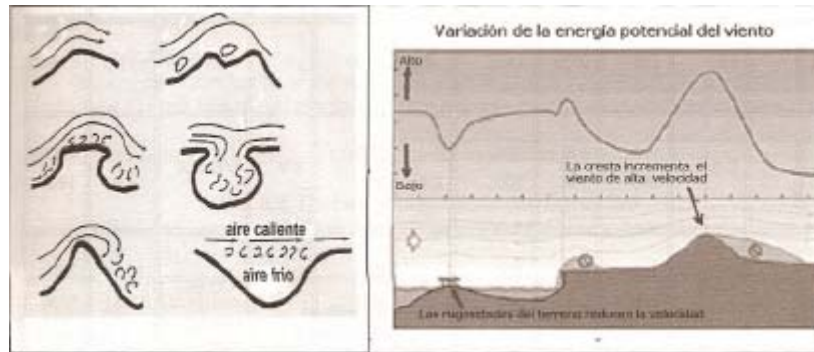 aire caliente
aire frio
Variación de la energía potencial del viento
Alto
La cresta incrementa el
viento de alta velocidad
Bajo
Las rugosidades del terreno reducen la velocidad